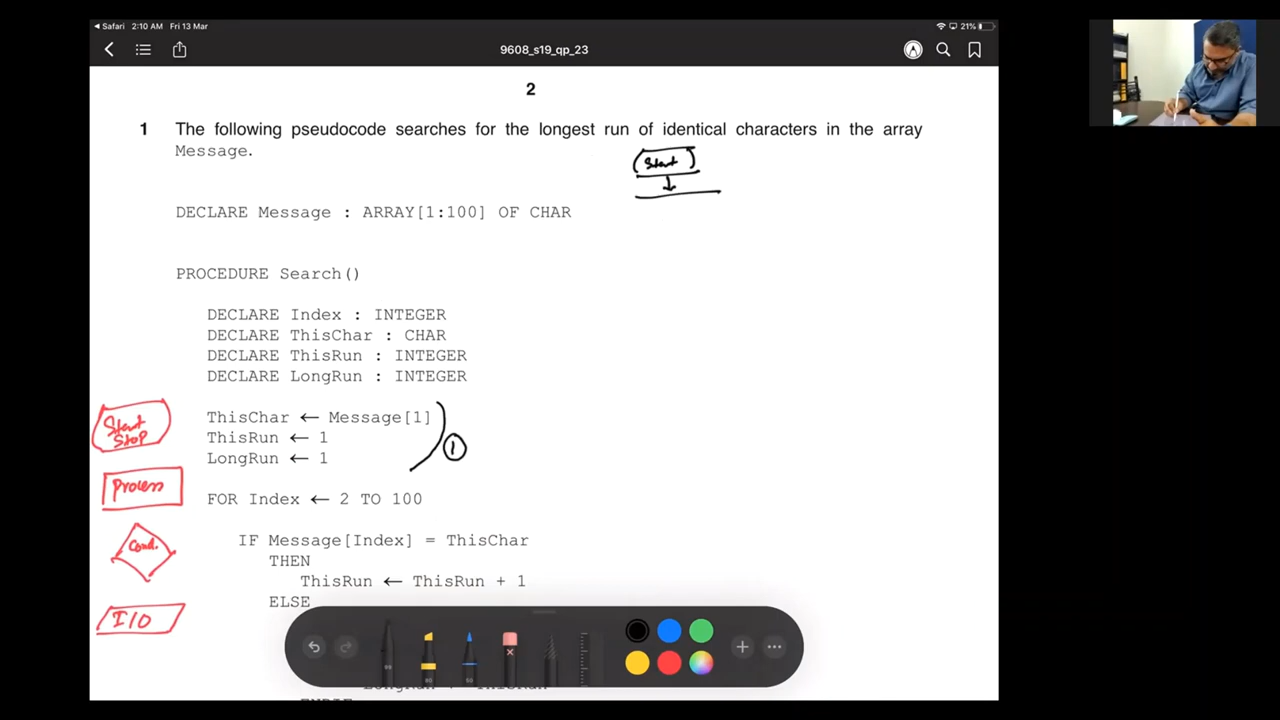 Safari 2:10 AM Fri 13 Mar 21%
9608_s19_qp_23
2
1 The following pseudocode searches for the longest run of identical characters in the array
Message.
Start
DECLARE Message : ARRAY[1:100] OF CHAR
PROCEDURE Search()
DECLARE Index : INTEGER
DECLARE ThisChar : CHAR
DECLARE ThisRun : INTEGER
DECLARE LongRun : INTEGER
ThisChar ← Message[1]
ThisRun ← 1
LongRun ← 1
1
Start
Stop
Process
Cond.
I/O
FOR Index ← 2 TO 100
IF Message[Index] = ThisChar
THEN
ThisRun ← ThisRun + 1
ELSE